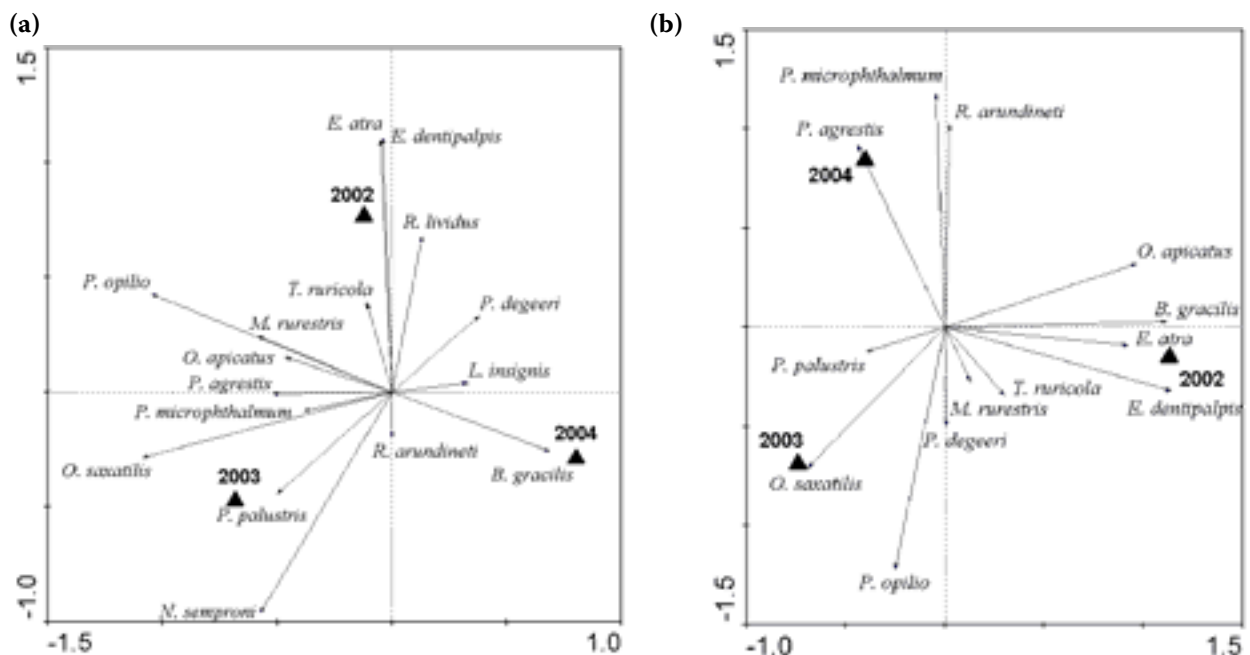 (a)
1.5
E. atra
E. dentipalpis
2002
R. lividus
P. opilio
T. ruricola
P. degeeri
M. rurestris
O. apicatus
L. insignis
P. agrestis
P. microphthalmum
2004
R. arundineti
O. saxatilis
2003
B. gracilis
P. palustris
N. semproni
-1.0
-1.5
1.0
(b)
1.5
P. microphthalmum
R. arundineti
P. agrestis
2004
O. apicatus
B. gracilis
E. atra
P. palustris
2002
T. ruricola
M. rurestris
E. dentipalpis
P. degeeri
2003
O. saxatilis
P. opilio
-1.5
-1.0
1.5